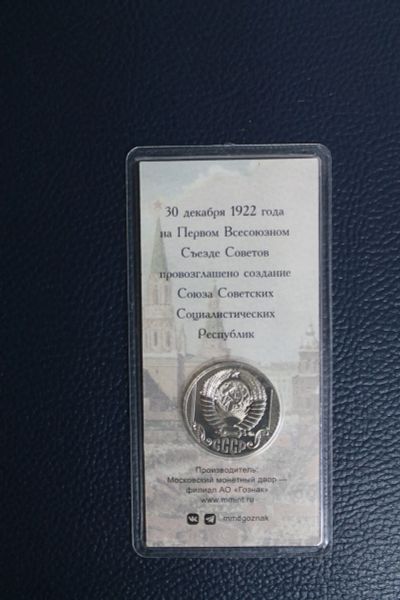 30 декабря 1922 года
на Первом Всесоюзном
Съезде Советов
провозглашено создание
Союза Советских
Социалистических
Республик
СССР
Производитель:
Московский монетный двор —
филиал АО «Гознак»
www.mmint.ru
mmdgoznak